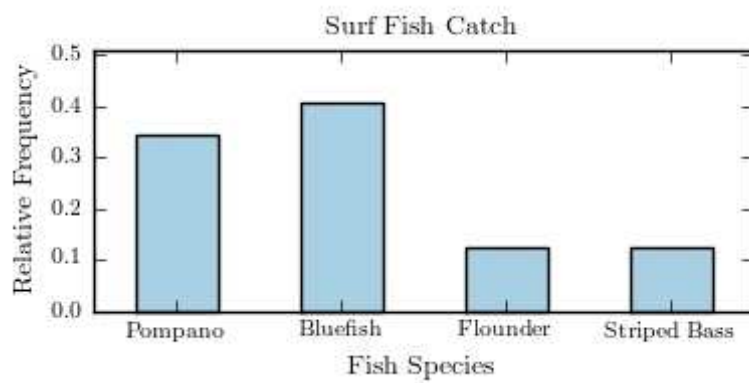 Surf Fish Catch
Relative Frequency
0.5
0.4
0.3
0.2
0.1
0.0
Pompano Bluefish Flounder Striped Bass
Fish Species